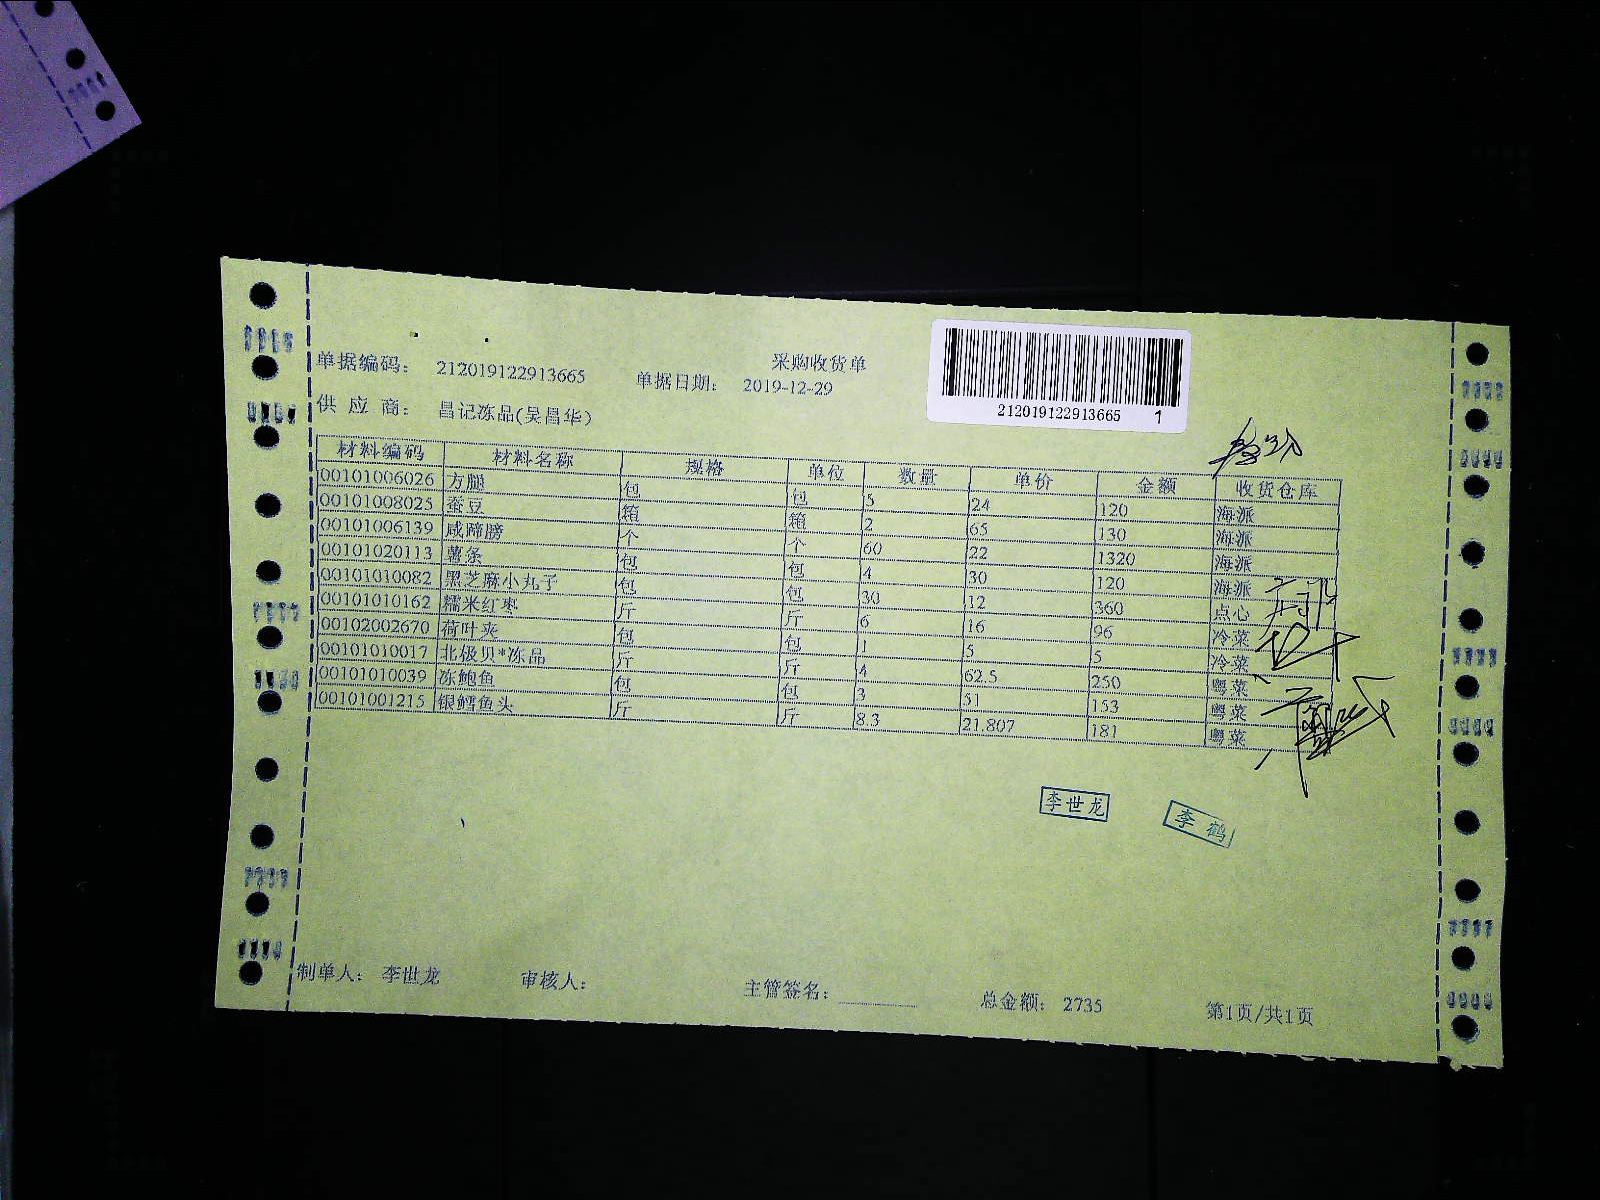 采购收货单
单据编码： 212019122913665 单据日期： 2019-12-29
212019122913665 1
供应商： 昌记冻品(吴昌华)
材料编码 材料名称 规格 单位 数量 单价 金额 收货仓库
00101006026 方腿 包 包 5 24 120 海派
00101008025 蚕豆 箱 箱 2 65 130 海派
00101006139 咸蹄膀 个 个 60 22 1320 海派
00101020113 薯条 包 包 4 30 120 海派
00101010082 黑芝麻小丸子 包 包 30 12 360 点心
00101010162 糯米红枣 斤 斤 6 16 96 冷菜
00102002670 荷叶夹 包 包 1 5 5 冷菜
00101010017 北极贝*冻品 斤 斤 4 62.5 250 粤菜
00101010039 冻鲍鱼 包 包 3 51 153 粤菜
00101001215 银鳕鱼头 斤 斤 8.3 21.807 181 粤菜
李世龙 李鹤
制单人： 李世龙 审核人： 主管签名： 总金额： 2735 第1页/共1页